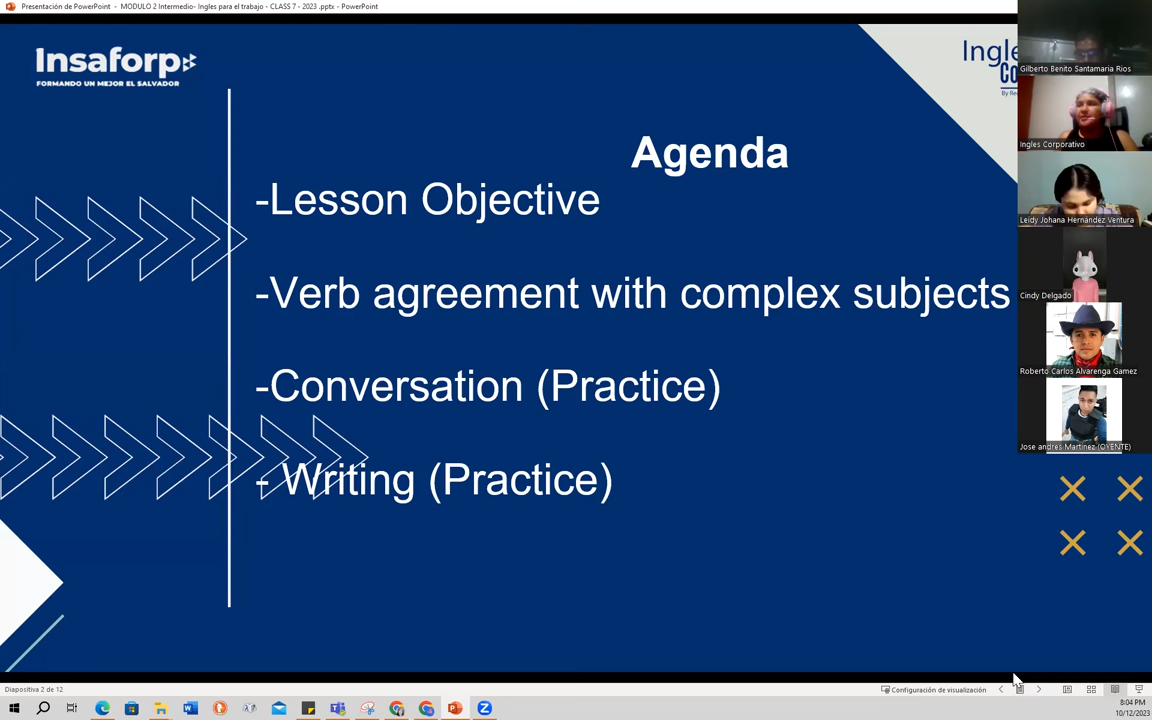 Presentación de PowerPoint - MODULO 2 Intermedio- Ingles para el trabajo - CLASS 7 - 2023 .pptx - PowerPoint
Insaforp
FORMANDO UN MEJOR EL SALVADOR
Agenda
-Lesson Objective
-Verb agreement with complex subjects
-Conversation (Practice)
- Writing (Practice)
Gilberto Benito Santamaria Rios
Ingles Corporativo
Leidy Johana Hernández Ventura
Cindy Delgado
Roberto Carlos Alvarenga Gamez
Jose andres Martinez (OYENTE)
Diapositiva 2 de 12
Configuración de visualización
8:04 PM
10/12/2023